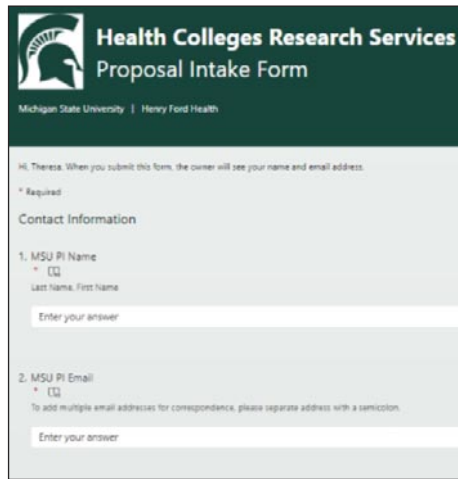 Health Colleges Research Services
Proposal Intake Form
Michigan State University | Henry Ford Health
Hi, Theresa. When you submit this form, the owner will see your name and email address.
* Required
Contact Information
1. MSU PI Name
*
Last Name, First Name
Enter your answer
2. MSU PI Email
*
To add multiple email addresses for correspondence, please separate address with a semicolon.
Enter your answer